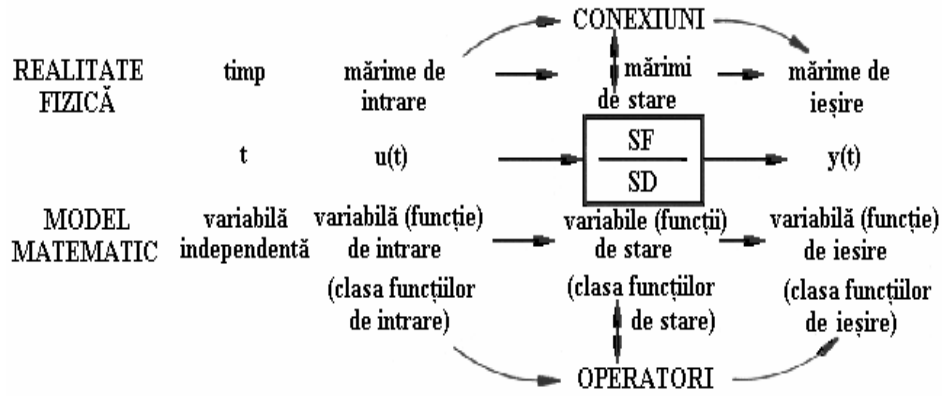 CONEXIUNI
REALITATE FIZICĂ
timp
mărime de intrare
mărimi de stare
mărime de ieșire
t
u(t)
SF
SD
y(t)
MODEL MATEMATIC
variabilă independentă
variabilă (funcție) de intrare
variabile (funcții) de stare
variabilă (funcție) de iesire
(clasa funcțiilor de intrare)
(clasa funcțiilor de stare)
(clasa funcțiilor de ieșire)
OPERATORI